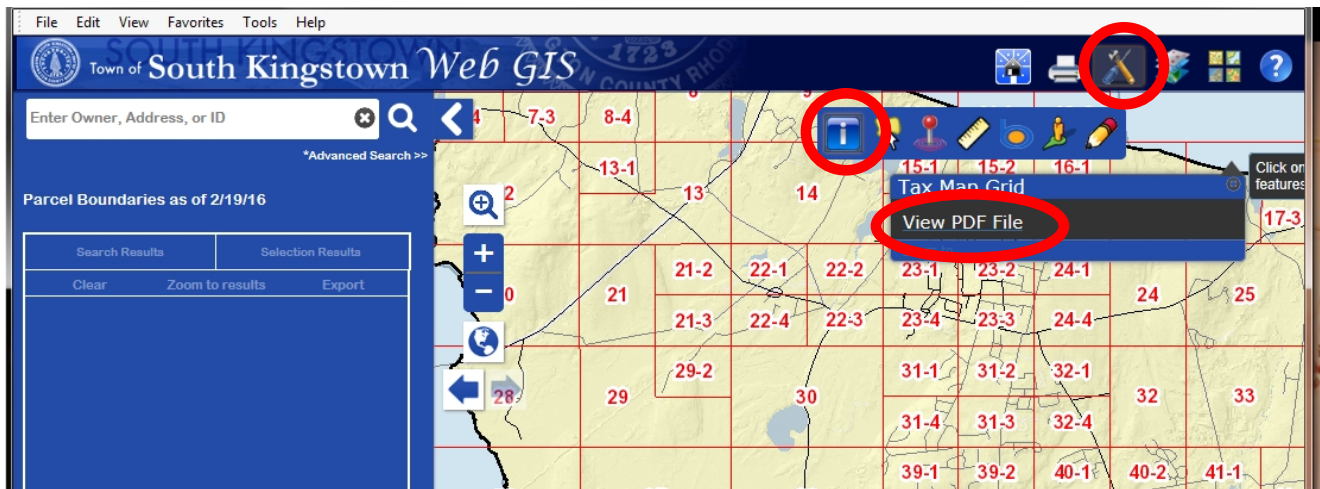 File Edit View Favorites Tools Help
SOUTH KINGSTOWN
1723
COUNTY RHO
Town of South Kingstown Web GIS
Enter Owner, Address, or ID
*Advanced Search >>
Parcel Boundaries as of 2/19/16
Search Results Selection Results
Clear Zoom to results Export
7-3 8-4
13-1 15-1 15-2 16-1
2 13 14
Tax Map Grid
View PDF File
Click on
features
17-3
21-2 22-1 22-2 23-1 23-2 24-1
21 24 25
21-3 22-4 22-3 23-4 23-3 24-4
29-2 31-1 31-2 32-1
28 29 30 32 33
31-4 31-3 32-4
39-1 39-2 40-1 40-2 41-1